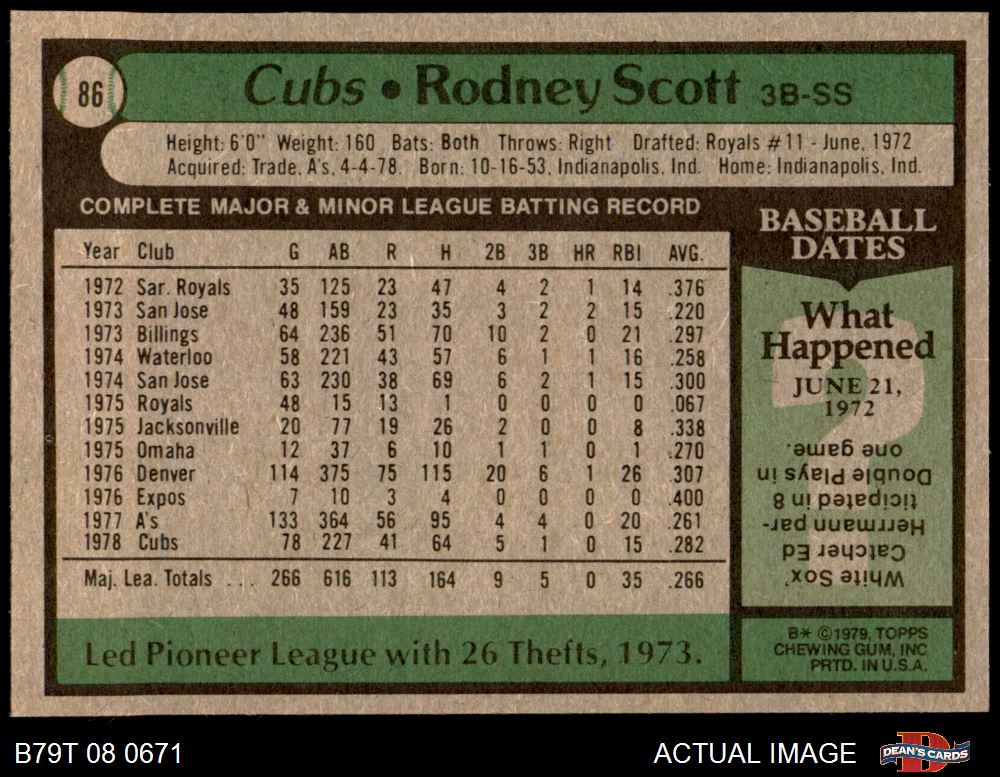 86
Cubs • Rodney Scott 3B-SS
Height: 6'0" Weight: 160 Bats: Both Throws: Right Drafted: Royals #11 - June, 1972
Acquired: Trade, A's, 4-4-78. Born: 10-16-53, Indianapolis, Ind. Home: Indianapolis, Ind.
COMPLETE MAJOR & MINOR LEAGUE BATTING RECORD
Year Club G AB R H 2B 3B HR RBI AVG.
1972 Sar. Royals 35 125 23 47 4 2 1 14 .376
1973 San Jose 48 159 23 35 3 2 2 15 .220
1973 Billings 64 236 51 70 10 2 0 21 .297
1974 Waterloo 58 221 43 57 6 1 1 16 .258
1974 San Jose 63 230 38 69 6 2 1 15 .300
1975 Royals 48 15 13 1 0 0 0 0 .067
1975 Jacksonville 20 77 19 26 2 0 0 8 .338
1975 Omaha 12 37 6 10 1 1 0 1 .270
1976 Denver 114 375 75 115 20 6 1 26 .307
1976 Expos 7 10 3 4 0 0 0 0 .400
1977 A's 133 364 56 95 4 4 0 20 .261
1978 Cubs 78 227 41 64 5 1 0 15 .282
Maj. Lea. Totals ... 266 616 113 164 9 5 0 35 .266
Led Pioneer League with 26 Thefts, 1973.
BASEBALL
DATES
What
Happened
JUNE 21,
1972
White Sox'
Catcher Ed
Herrmann par-
ticipated in 8
Double Plays in
one game.
B* ©1979, TOPPS
CHEWING GUM, INC
PRTD. IN U.S.A.
B79T 08 0671
ACTUAL IMAGE
DEAN'S CARDS